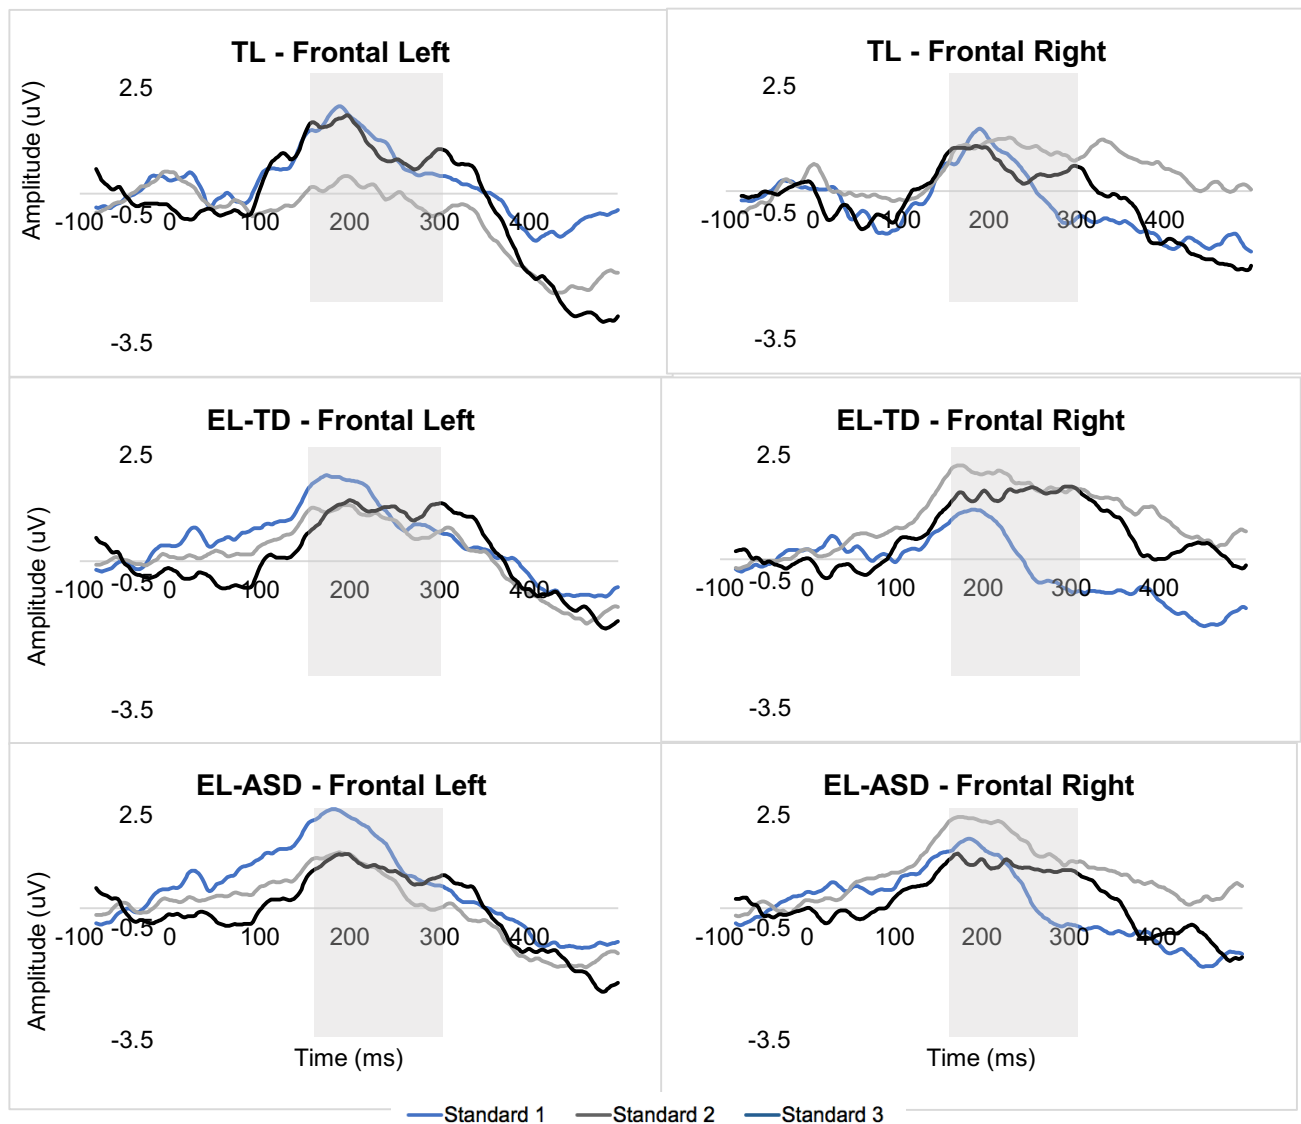 TL - Frontal Left
TL - Frontal Right
Amplitude (uV)
2.5
-100 -0.5 0 100 200 300 400
-3.5
2.5
-100 -0.5 0 100 200 300 400
-3.5
EL-TD - Frontal Left
EL-TD - Frontal Right
Amplitude (uV)
2.5
-100 -0.5 0 100 200 300 400
-3.5
2.5
-100 -0.5 0 100 200 300 400
-3.5
EL-ASD - Frontal Left
EL-ASD - Frontal Right
Amplitude (uV)
2.5
-100 -0.5 0 100 200 300 400
-3.5
Time (ms)
2.5
-100 -0.5 0 100 200 300 400
-3.5
Time (ms)
Standard 1 Standard 2 Standard 3